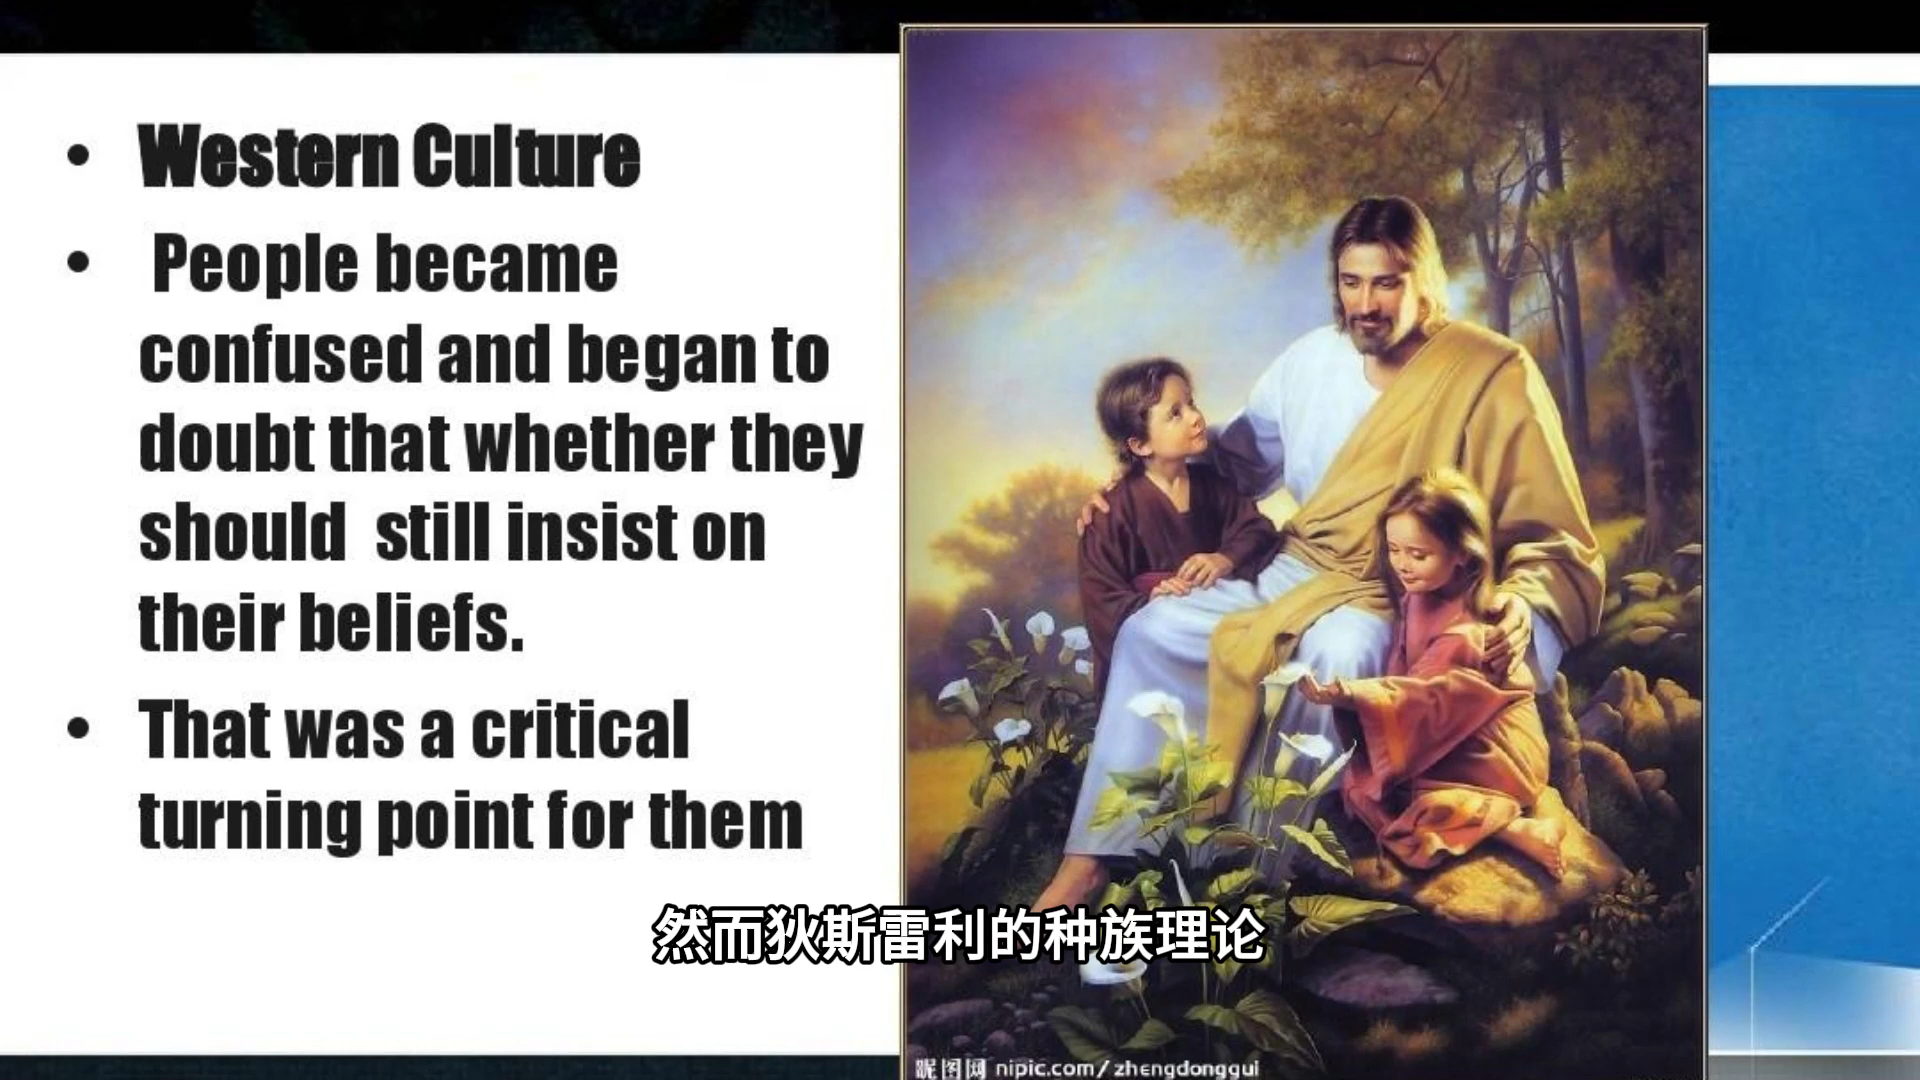 • Western Culture
• People became
confused and began to
doubt that whether they
should still insist on
their beliefs.
• That was a critical
turning point for them
然而狄斯雷利的种族理论
昵图网 nipic.com/zhengdonggui